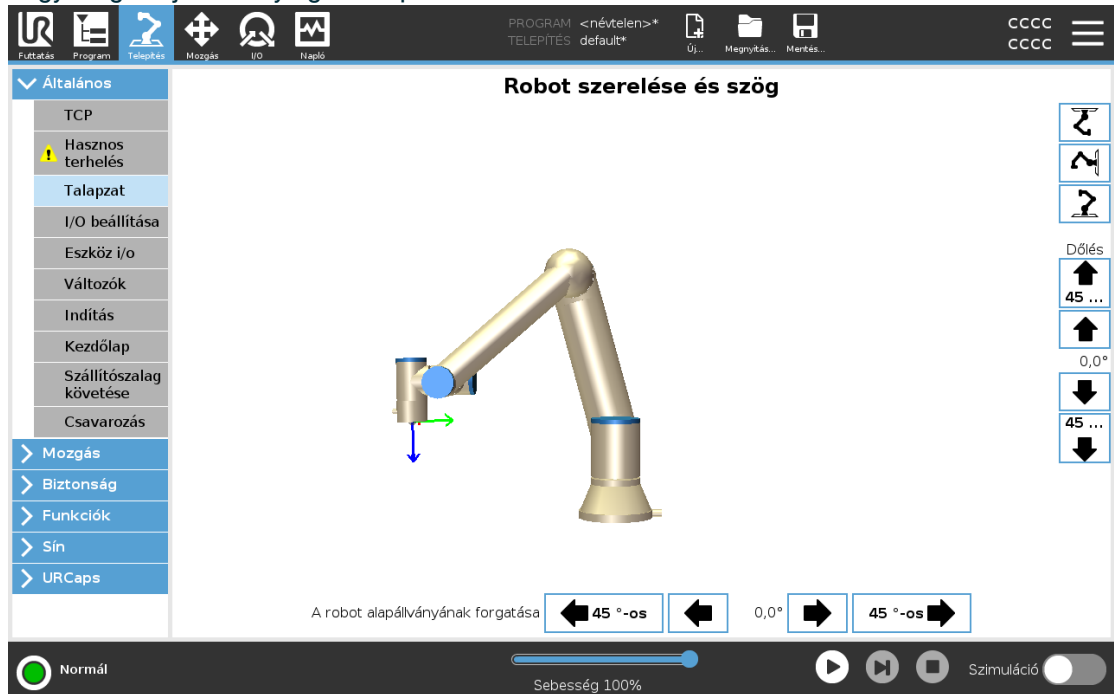 PROGRAM <névtelen>*
TELEPÍTÉS default*
Futtatás
Program
Telepítés
Mozgás
I/O
Napló
Új...
Megnyitás...
Mentés...
cccc
cccc
Általános
TCP
Hasznos
terhelés
Talapzat
I/O beállítása
Eszköz i/o
Változók
Indítás
Kezdőlap
Szállítószalag
követése
Csavarozás
Mozgás
Biztonság
Funkciók
Sín
URCaps
Robot szerelése és szög
Dőlés
45 ...
0,0°
45 ...
A robot alapállványának forgatása
45 °-os
0,0°
45 °-os
Normál
Sebesség 100%
Szimuláció